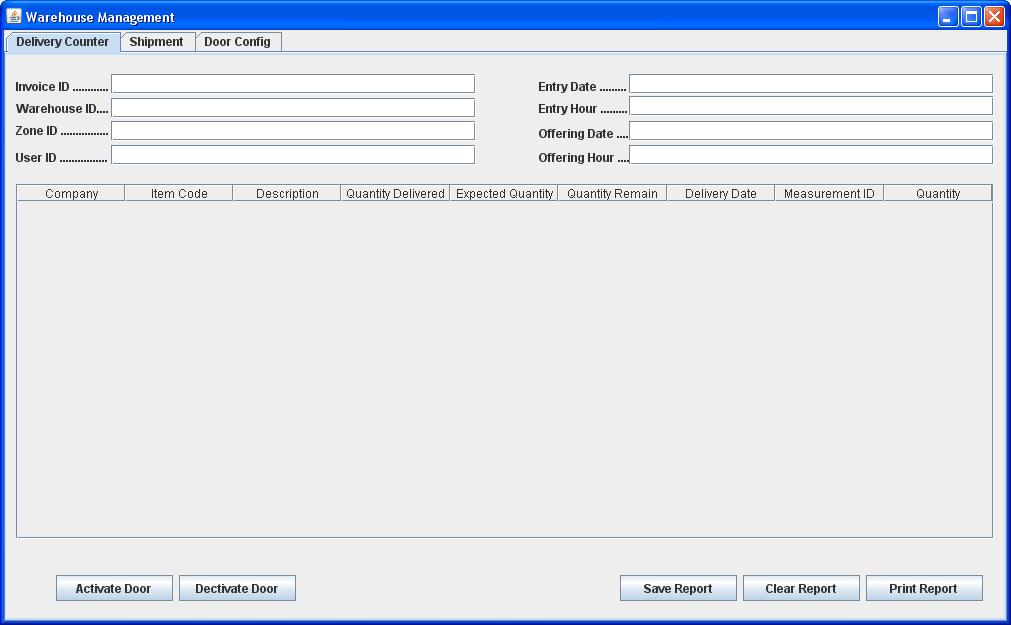 Warehouse Management
Delivery Counter Shipment Door Config
Invoice ID ............ Entry Date .........
Warehouse ID.... Entry Hour .........
Zone ID ................ Offering Date ....
User ID ................ Offering Hour ....
Company Item Code Description Quantity Delivered Expected Quantity Quantity Remain Delivery Date Measurement ID Quantity
Activate Door Dectivate Door Save Report Clear Report Print Report